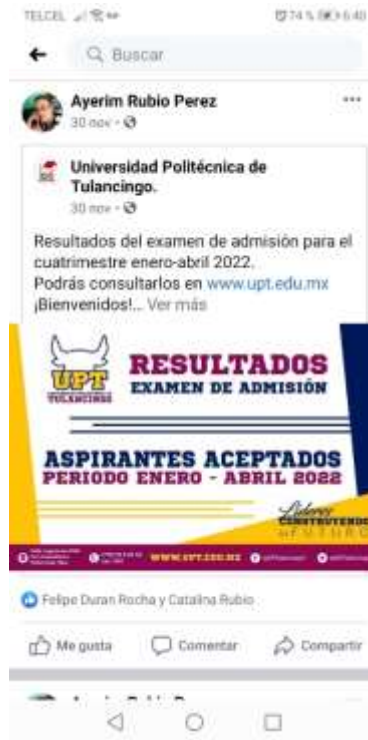 TELCEL
74 % 6:40
Buscar
Ayerim Rubio Perez
30 nov
Universidad Politécnica de
Tulancingo.
30 nov
Resultados del examen de admisión para el
cuatrimestre enero-abril 2022.
Podrás consultarlos en www.upt.edu.mx
¡Bienvenidos!... Ver más
UPT
TULANCINGO
RESULTADOS
EXAMEN DE ADMISIÓN
ASPIRANTES ACEPTADOS
PERIODO ENERO - ABRIL 2022
Líderes
CONSTRUYENDO
FUTURO
WWW.UPT.EDU.MX
Felipe Duran Rocha y Catalina Rubio
Me gusta Comentar Compartir